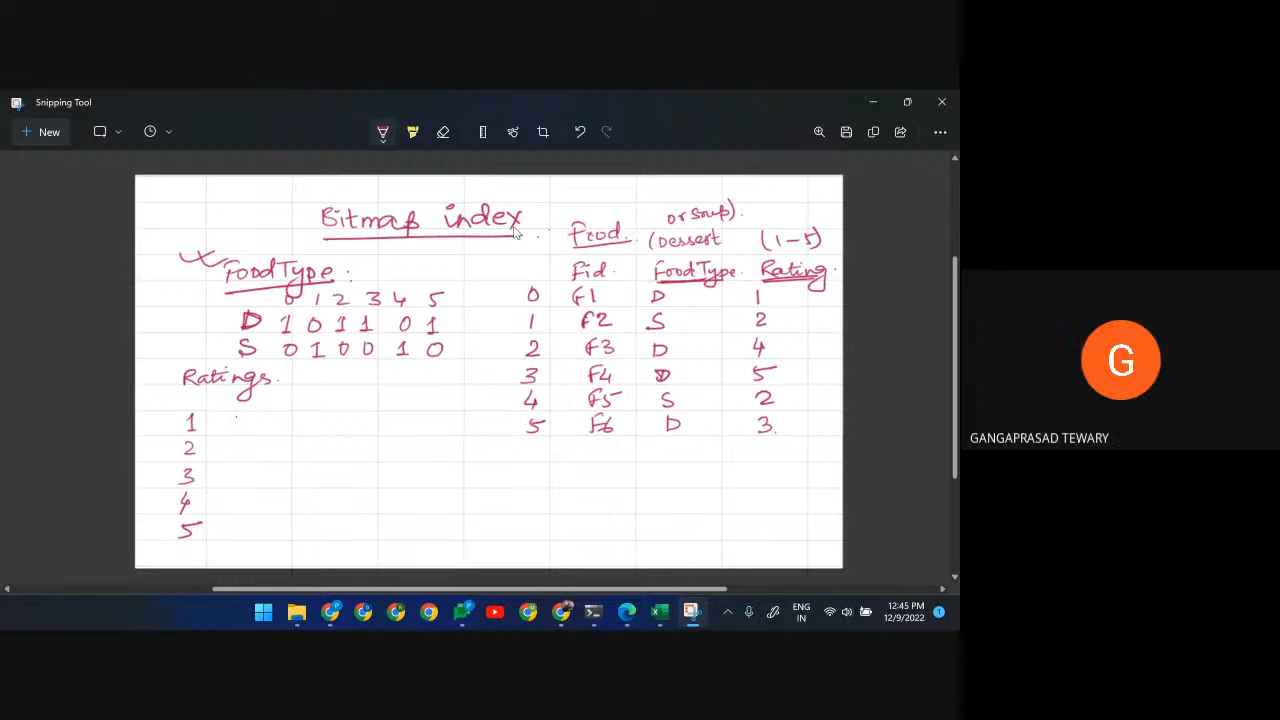 Snipping Tool
New
Bitmap index
Food
or Soup).
(Dessert
(1-5)
FoodType:
Fid.
FoodType.
Rating.
0 1 2 3 4 5
D 1 0 1 1 0 1
S 0 1 0 0 1 0
0 F1 D 1
1 F2 S 2
2 F3 D 4
3 F4 D 5
4 F5 S 2
5 F6 D 3.
Ratings.
1
2
3
4
5
ENG
IN
12:45 PM
12/9/2022
1
G
GANGAPRASAD TEWARY